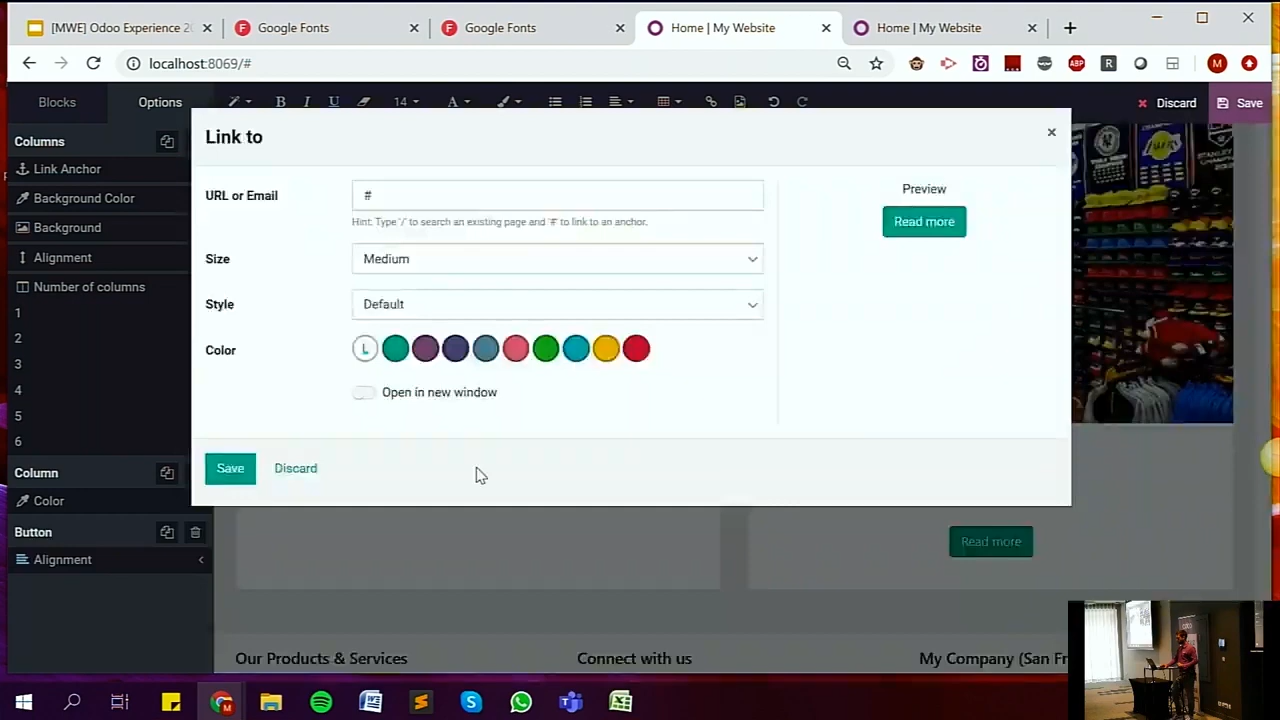 [MWE] Odoo Experience 20
Google Fonts
Google Fonts
Home | My Website
Home | My Website
localhost:8069/#
ABP
R
M
Blocks
Options
B
I
U
14
A
Discard
Save
Columns
Link Anchor
Background Color
Background
Alignment
Number of columns
1
2
3
4
5
6
Column
Color
Button
Alignment
Link to
×
URL or Email
#
Hint: Type '/' to search an existing page and '#' to link to an anchor.
Size
Medium
Style
Default
Color
L
Open in new window
Preview
Read more
Save
Discard
Read more
Our Products & Services
Connect with us
My Company (San Fr